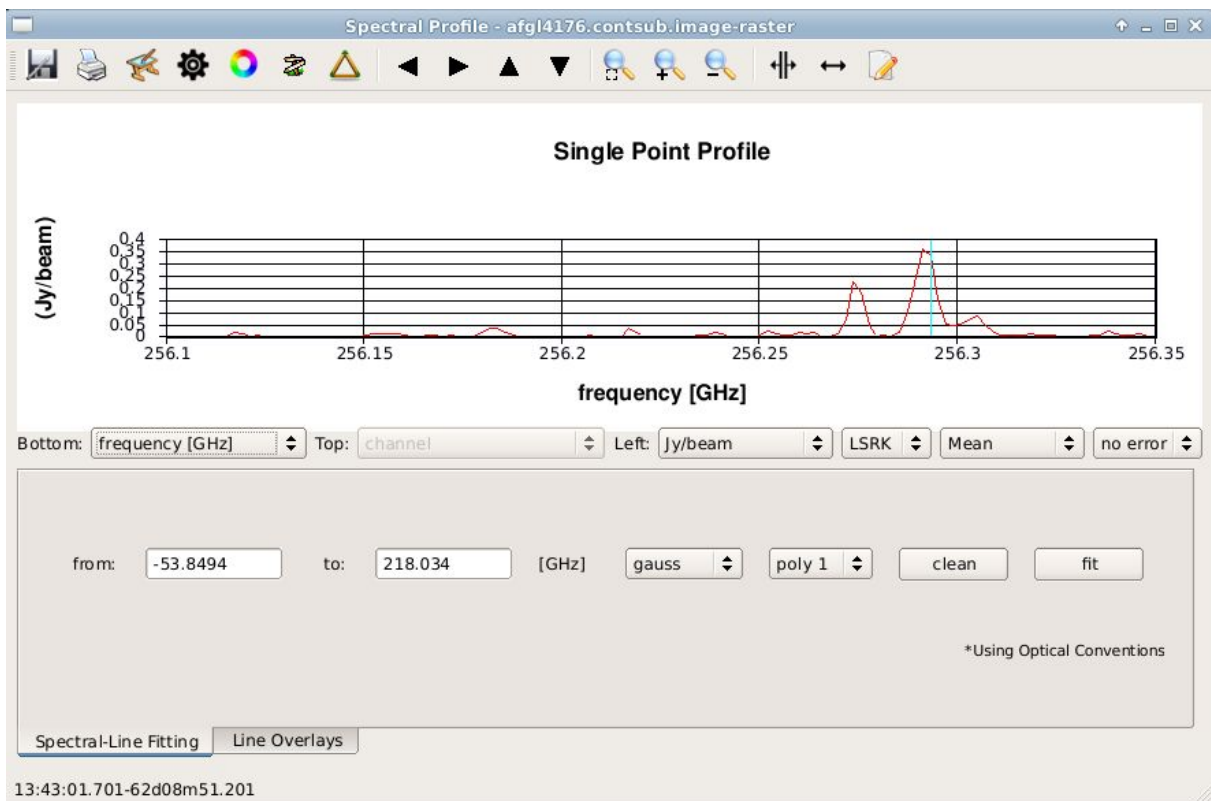 Spectral Profile - afgl4176.contsub.image-raster
Single Point Profile
(Jy/beam)
0.4
0.35
0.3
0.25
0.2
0.15
0.1
0.05
0
256.1 256.15 256.2 256.25 256.3 256.35
frequency [GHz]
Bottom: frequency [GHz] Top: channel Left: Jy/beam LSRK Mean no error
from: -53.8494 to: 218.034 [GHz] gauss poly 1 clean fit
*Using Optical Conventions
Spectral-Line Fitting Line Overlays
13:43:01.701-62d08m51.201